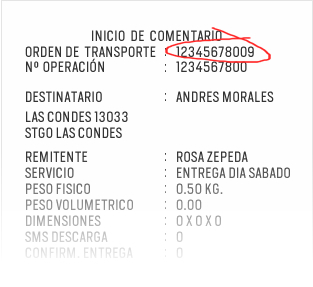 INICIO DE COMENTARIO
ORDEN DE TRANSPORTE : 12345678009
Nº OPERACIÓN : 1234567800
DESTINATARIO : ANDRES MORALES
LAS CONDES 13033
STGO LAS CONDES
REMITENTE : ROSA ZEPEDA
SERVICIO : ENTREGA DIA SABADO
PESO FISICO : 0.50 KG.
PESO VOLUMETRICO : 0.00
DIMENSIONES : 0 X 0 X 0
SMS DESCARGA : 0
CONFIRM. ENTREGA : 0